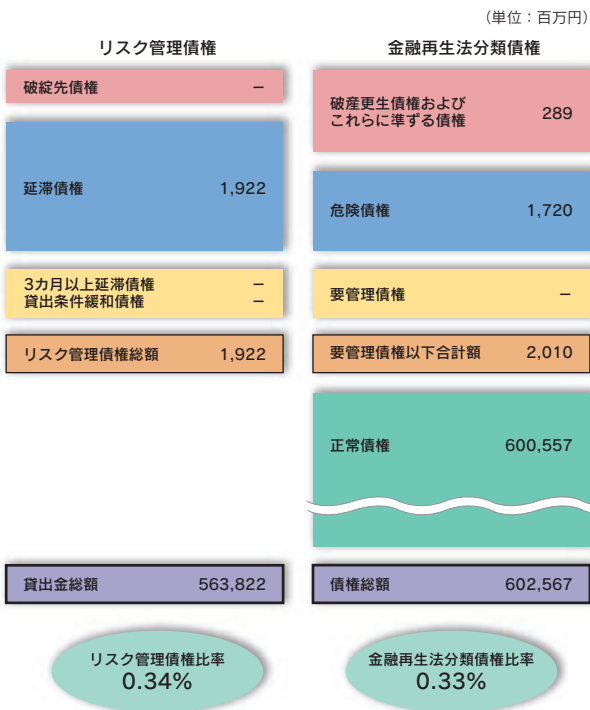 （単位：百万円）
リスク管理債権
破綻先債権 －
延滞債権 1,922
3カ月以上延滞債権 －
貸出条件緩和債権 －
リスク管理債権総額 1,922
貸出金総額 563,822
リスク管理債権比率
0.34%
金融再生法分類債権
破産更生債権および
これらに準ずる債権 289
危険債権 1,720
要管理債権 －
要管理債権以下合計額 2,010
正常債権 600,557
債権総額 602,567
金融再生法分類債権比率
0.33%